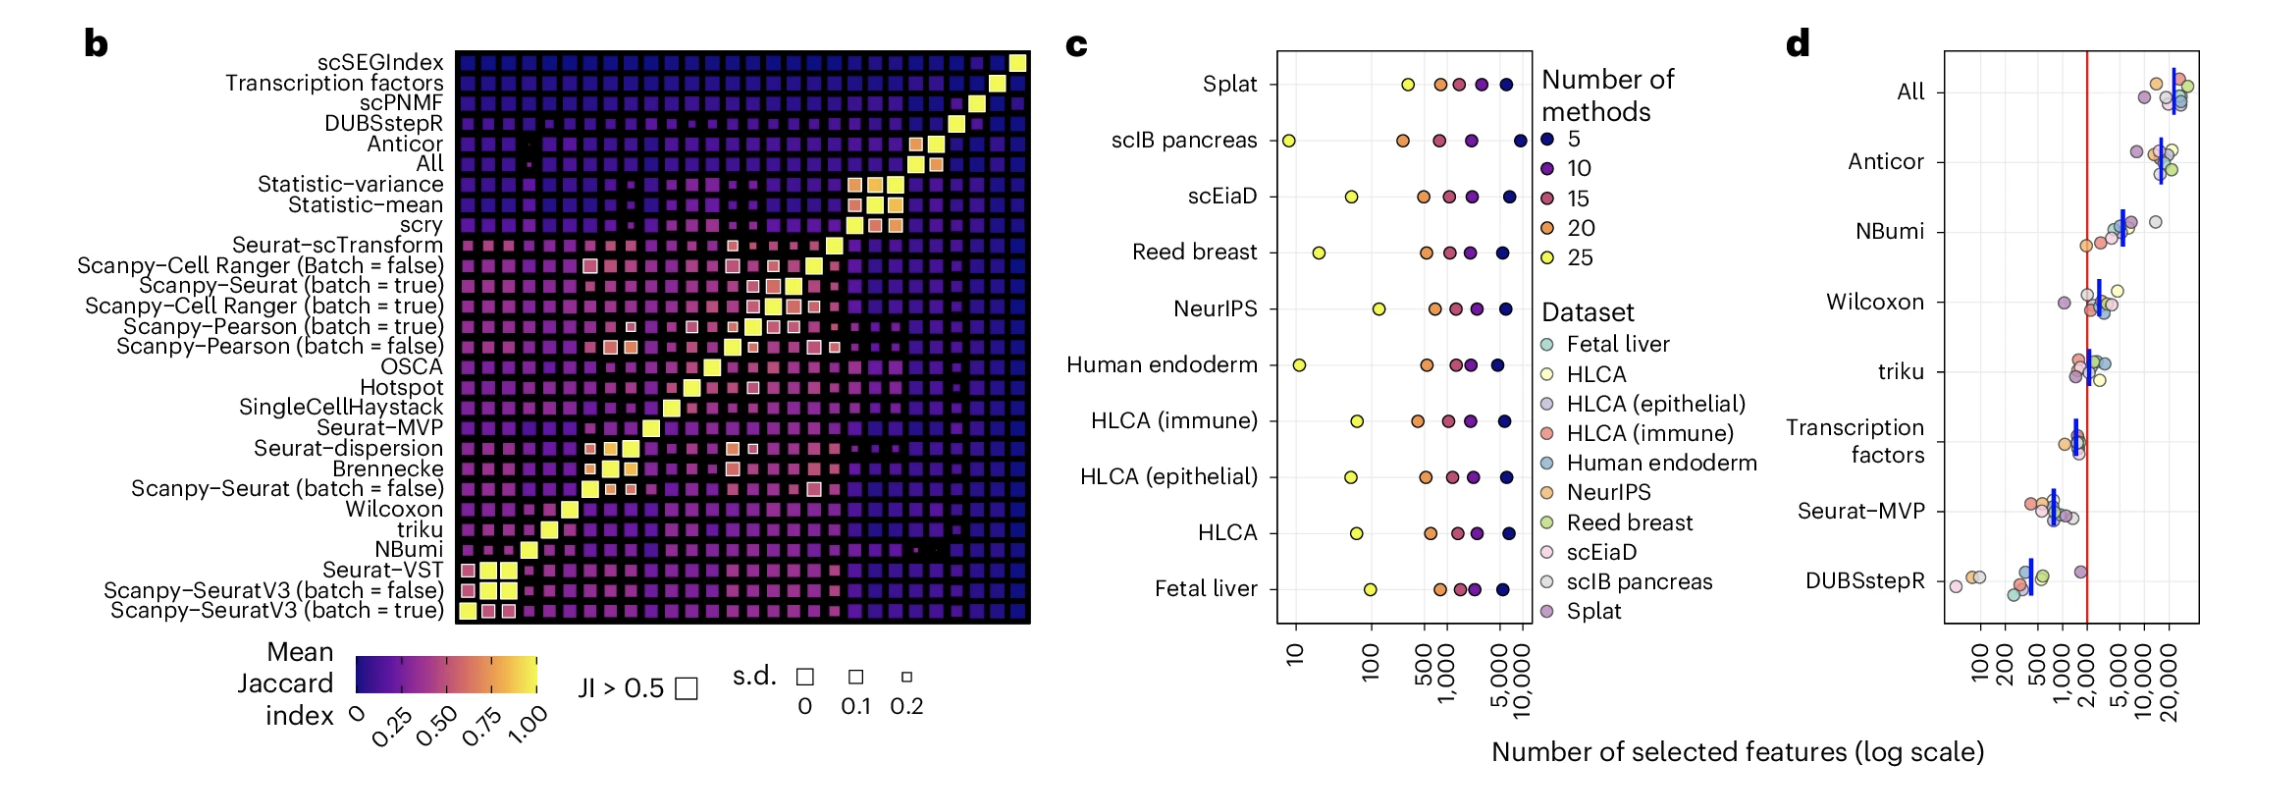 b
scSEGIndex
Transcription factors
scPNMF
DUBSstepR
Anticor
All
Statistic−variance
Statistic−mean
scry
Seurat−scTransform
Scanpy−Cell Ranger (Batch = false)
Scanpy−Seurat (batch = true)
Scanpy−Cell Ranger (batch = true)
Scanpy−Pearson (batch = true)
Scanpy−Pearson (batch = false)
OSCA
Hotspot
SingleCellHaystack
Seurat−MVP
Seurat−dispersion
Brennecke
Scanpy−Seurat (batch = false)
Wilcoxon
triku
NBumi
Seurat−VST
Scanpy−SeuratV3 (batch = false)
Scanpy−SeuratV3 (batch = true)
Mean
Jaccard
index
0 0.25 0.50 0.75 1.00
JI > 0.5
s.d.
0 0.1 0.2
c
Splat
scIB pancreas
scEiaD
Reed breast
NeurIPS
Human endoderm
HLCA (immune)
HLCA (epithelial)
HLCA
Fetal liver
10 100 500 1,000 5,000 10,000
Number of
methods
5
10
15
20
25
Dataset
Fetal liver
HLCA
HLCA (epithelial)
HLCA (immune)
Human endoderm
NeurIPS
Reed breast
scEiaD
scIB pancreas
Splat
d
All
Anticor
NBumi
Wilcoxon
triku
Transcription
factors
Seurat−MVP
DUBSstepR
100 200 500 1,000 2,000 5,000 10,000 20,000
Number of selected features (log scale)